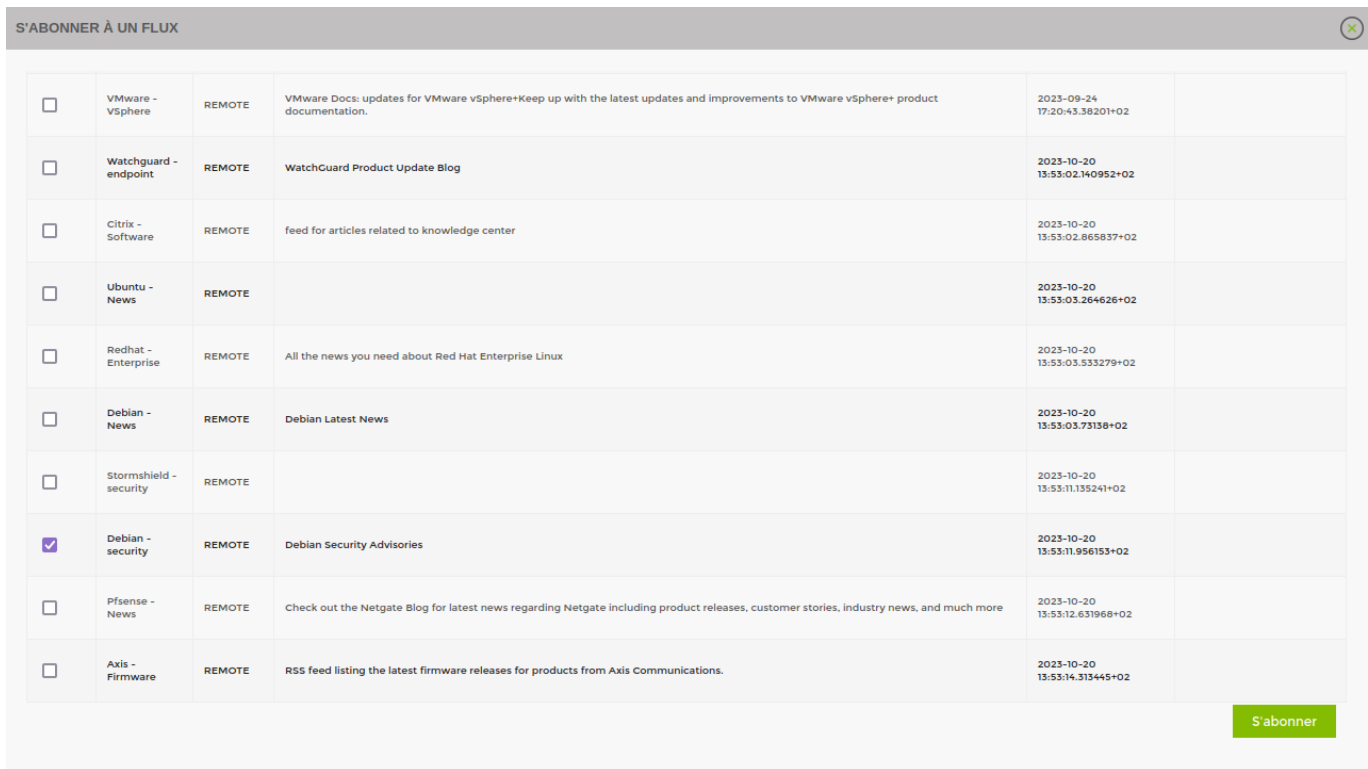 S'ABONNER À UN FLUX
VMware -
VSphere
REMOTE
VMware Docs: updates for VMware vSphere+Keep up with the latest updates and improvements to VMware vSphere+ product
documentation.
2023-09-24
17:20:43.38201+02
Watchguard -
endpoint
REMOTE
WatchGuard Product Update Blog
2023-10-20
13:53:02.140952+02
Citrix -
Software
REMOTE
feed for articles related to knowledge center
2023-10-20
13:53:02.865837+02
Ubuntu -
News
REMOTE
2023-10-20
13:53:03.264626+02
Redhat -
Enterprise
REMOTE
All the news you need about Red Hat Enterprise Linux
2023-10-20
13:53:03.533279+02
Debian -
News
REMOTE
Debian Latest News
2023-10-20
13:53:03.73138+02
Stormshield -
security
REMOTE
2023-10-20
13:53:11.135241+02
Debian -
security
REMOTE
Debian Security Advisories
2023-10-20
13:53:11.956153+02
Pfsense -
News
REMOTE
Check out the Netgate Blog for latest news regarding Netgate including product releases, customer stories, industry news, and much more
2023-10-20
13:53:12.631968+02
Axis -
Firmware
REMOTE
RSS feed listing the latest firmware releases for products from Axis Communications.
2023-10-20
13:53:14.313445+02
S'abonner